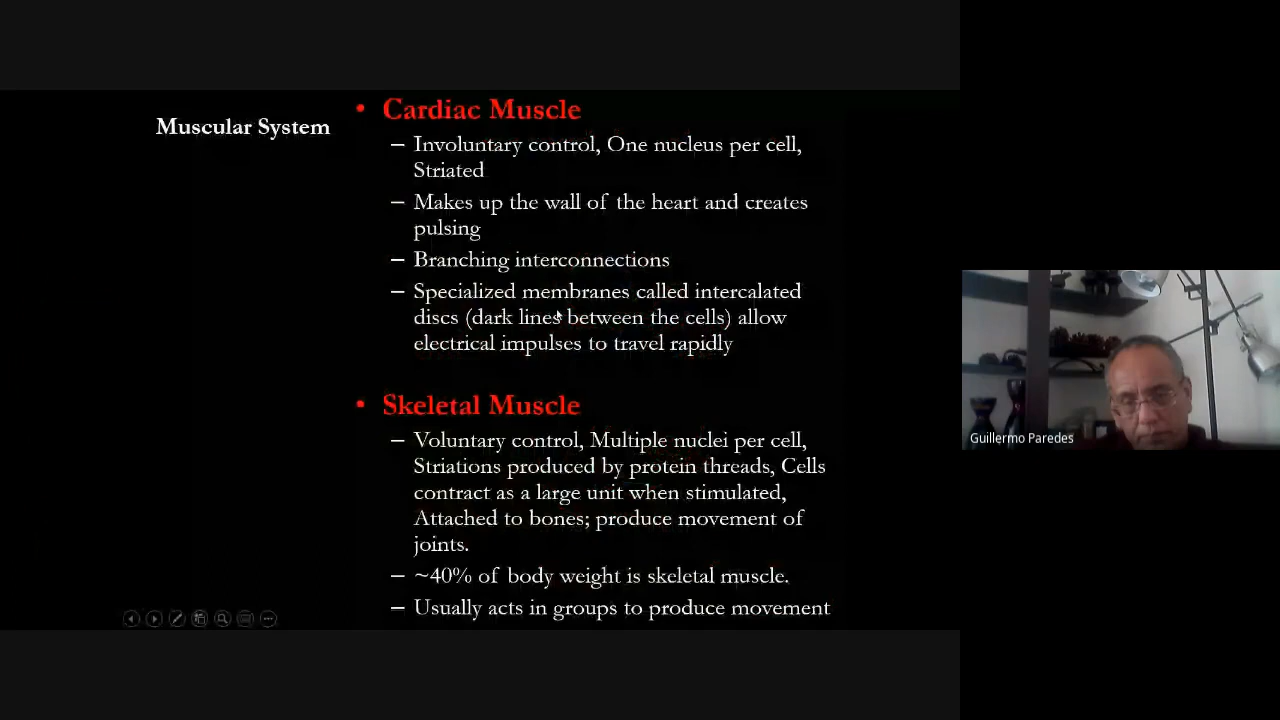 Muscular System
• Cardiac Muscle
– Involuntary control, One nucleus per cell,
Striated
– Makes up the wall of the heart and creates
pulsing
– Branching interconnections
– Specialized membranes called intercalated
discs (dark lines between the cells) allow
electrical impulses to travel rapidly
• Skeletal Muscle
– Voluntary control, Multiple nuclei per cell,
Striations produced by protein threads, Cells
contract as a large unit when stimulated,
Attached to bones; produce movement of
joints.
– ~40% of body weight is skeletal muscle.
– Usually acts in groups to produce movement
Guillermo Paredes